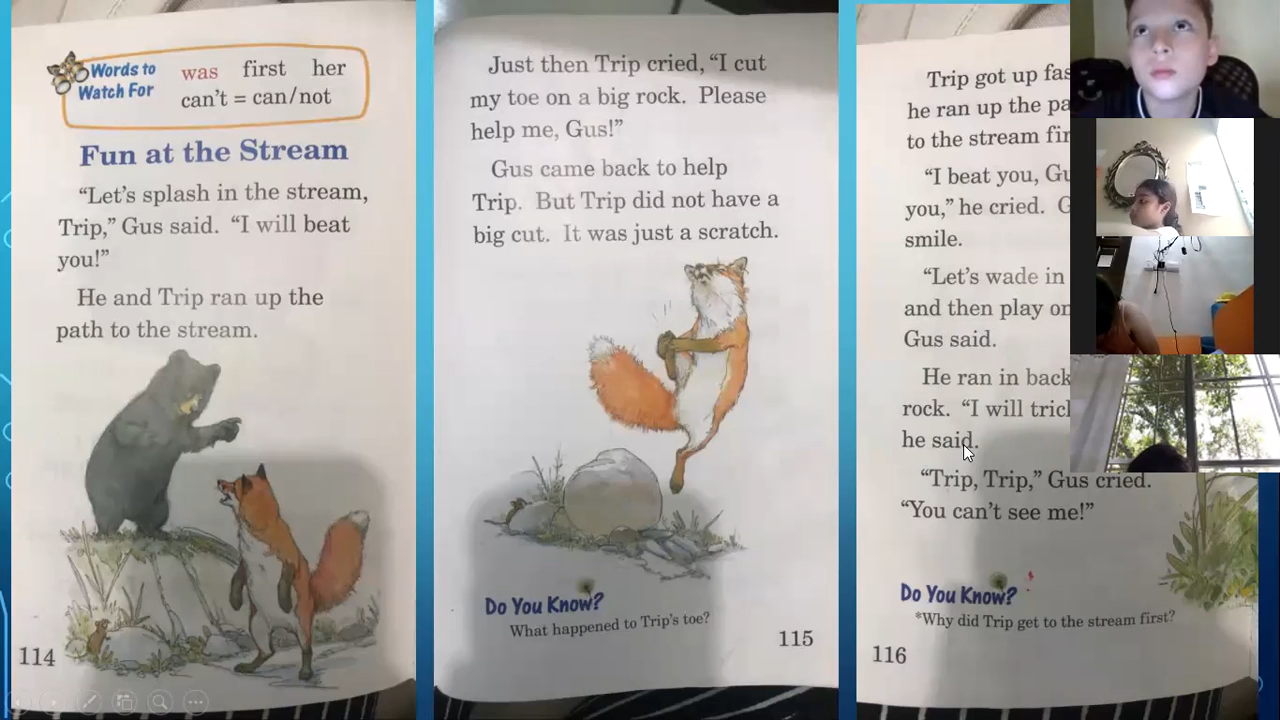 Words to
Watch For
was first her
can't = can/not
Fun at the Stream
“Let's splash in the stream,
Trip,” Gus said. “I will beat
you!”
He and Trip ran up the
path to the stream.
114
Just then Trip cried, “I cut
my toe on a big rock. Please
help me, Gus!”
Gus came back to help
Trip. But Trip did not have a
big cut. It was just a scratch.
Do You Know?
What happened to Trip's toe?
115
Trip got up
he ran up the
to the stream
“I beat you,
you,” he cried.
smile.
“Let's wade in
and then play
Gus said.
He ran in back
rock. “I will
he said.
“Trip, Trip,” Gus cried.
“You can't see me!”
Do You Know?
*Why did Trip get to the stream first?
116